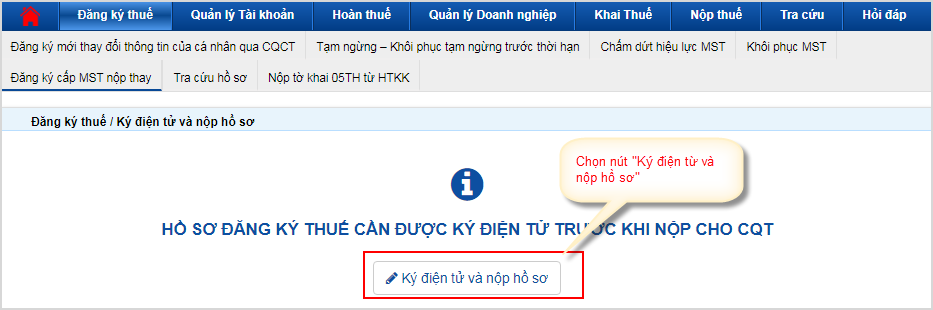 Đăng ký thuế Quản lý Tài khoản Hoàn thuế Quản lý Doanh nghiệp Khai Thuế Nộp thuế Tra cứu Hỏi đáp
Đăng ký mới thay đổi thông tin của cá nhân qua CQCT Tạm ngừng – Khôi phục tạm ngừng trước thời hạn Chấm dứt hiệu lực MST Khôi phục MST
Đăng ký cấp MST nộp thay Tra cứu hồ sơ Nộp tờ khai 05TH từ HTKK
Đăng ký thuế / Ký điện tử và nộp hồ sơ
Chọn nút "Ký điện từ và
nộp hồ sơ"
HỒ SƠ ĐĂNG KÝ THUẾ CẦN ĐƯỢC KÝ ĐIỆN TỬ TRƯỚC KHI NỘP CHO CQT
Ký điện tử và nộp hồ sơ